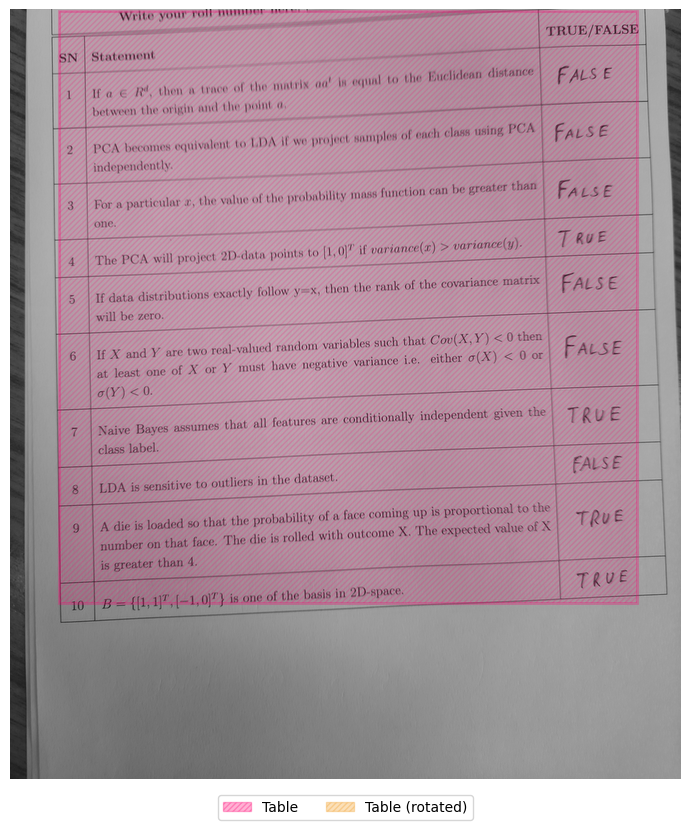 Write your roll number here:
SN Statement TRUE/FALSE
1 If a ∈ R^d, then a trace of the matrix aa^t is equal to the Euclidean distance FALSE
between the origin and the point a.
2 PCA becomes equivalent to LDA if we project samples of each class using PCA FALSE
independently.
3 For a particular x, the value of the probability mass function can be greater than FALSE
one.
4 The PCA will project 2D-data points to [1, 0]^T if variance(x) > variance(y). TRUE
5 If data distributions exactly follow y=x, then the rank of the covariance matrix FALSE
will be zero.
6 If X and Y are two real-valued random variables such that Cov(X, Y) < 0 then FALSE
at least one of X or Y must have negative variance i.e. either σ(X) < 0 or
σ(Y) < 0.
7 Naive Bayes assumes that all features are conditionally independent given the TRUE
class label.
8 LDA is sensitive to outliers in the dataset. FALSE
9 A die is loaded so that the probability of a face coming up is proportional to the TRUE
number on that face. The die is rolled with outcome X. The expected value of X
is greater than 4.
10 B = {[1, 1]^T, [−1, 0]^T} is one of the basis in 2D-space. TRUE
Table Table (rotated)